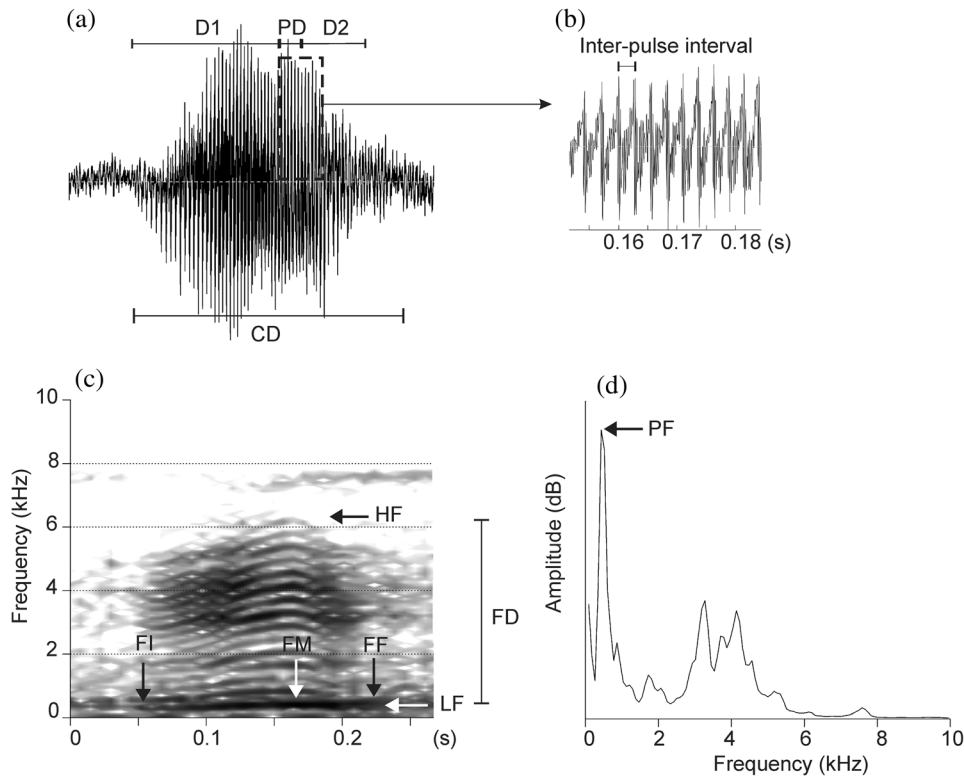 (a)
D1 PD D2
CD
(b)
Inter-pulse interval
0.16 0.17 0.18 (s)
(c)
10
8
6
4
2
0
Frequency (kHz)
HF
FD
FI FM FF
LF
0 0.1 0.2 (s)
(d)
PF
Amplitude (dB)
0 2 4 6 8 10
Frequency (kHz)